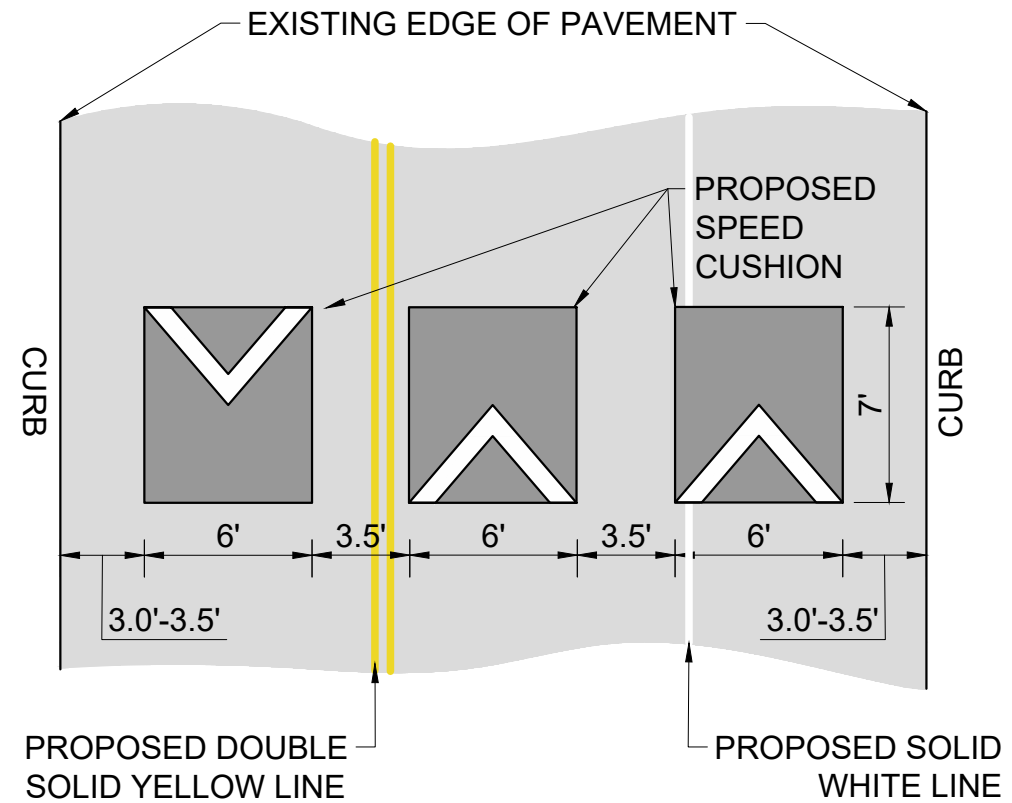 EXISTING EDGE OF PAVEMENT
PROPOSED
SPEED
CUSHION
CURB
CURB
7'
6'
3.5'
6'
3.5'
6'
3.0'-3.5'
3.0'-3.5'
PROPOSED DOUBLE
SOLID YELLOW LINE
PROPOSED SOLID
WHITE LINE